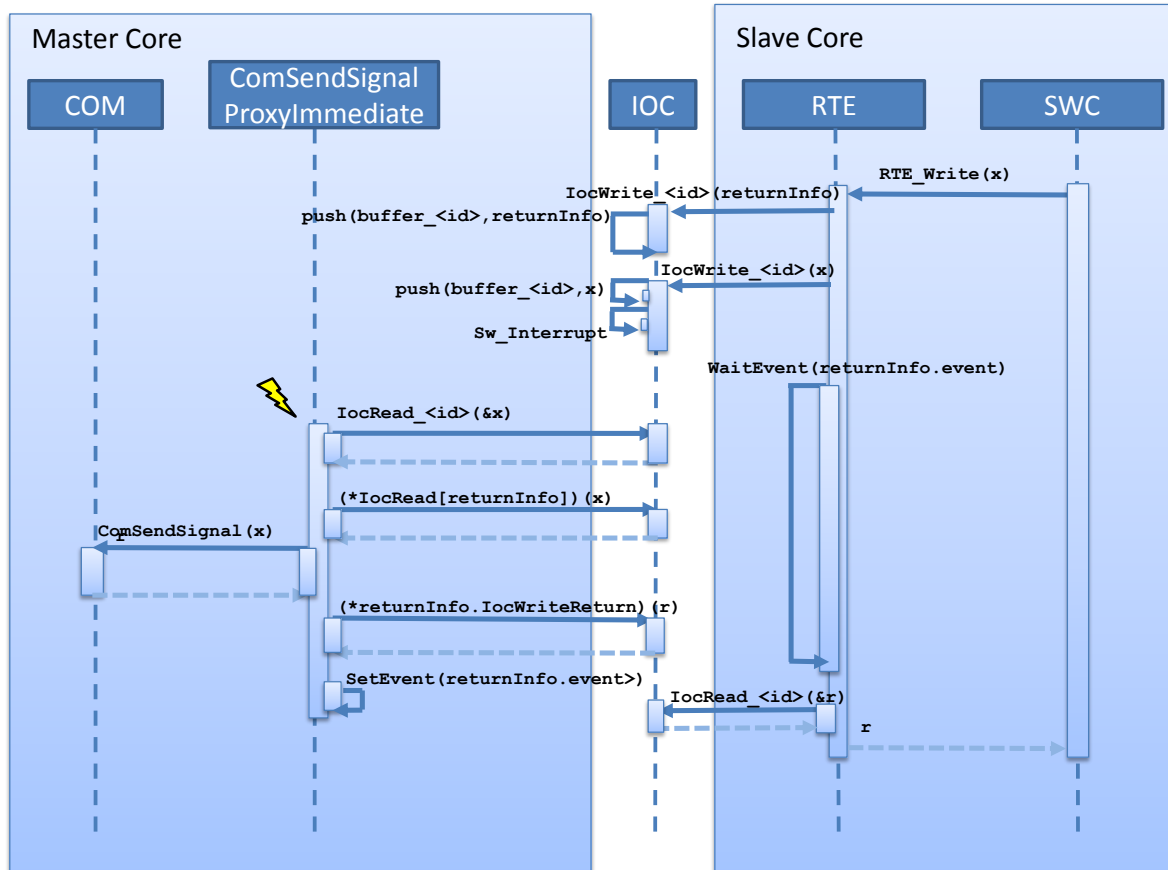 Master Core
Slave Core
COM
ComSendSignal
ProxyImmediate
IOC
RTE
SWC
RTE_Write(x)
IocWrite_<id>(returnInfo)
push(buffer_<id>,returnInfo)
IocWrite_<id>(x)
push(buffer_<id>,x)
Sw_Interrupt
WaitEvent(returnInfo.event)
IocRead_<id>(&x)
(*IocRead[returnInfo])(x)
ComSendSignal(x)
r
(*returnInfo.IocWriteReturn)(r)
SetEvent(returnInfo.event>)
IocRead_<id>(&r)
r